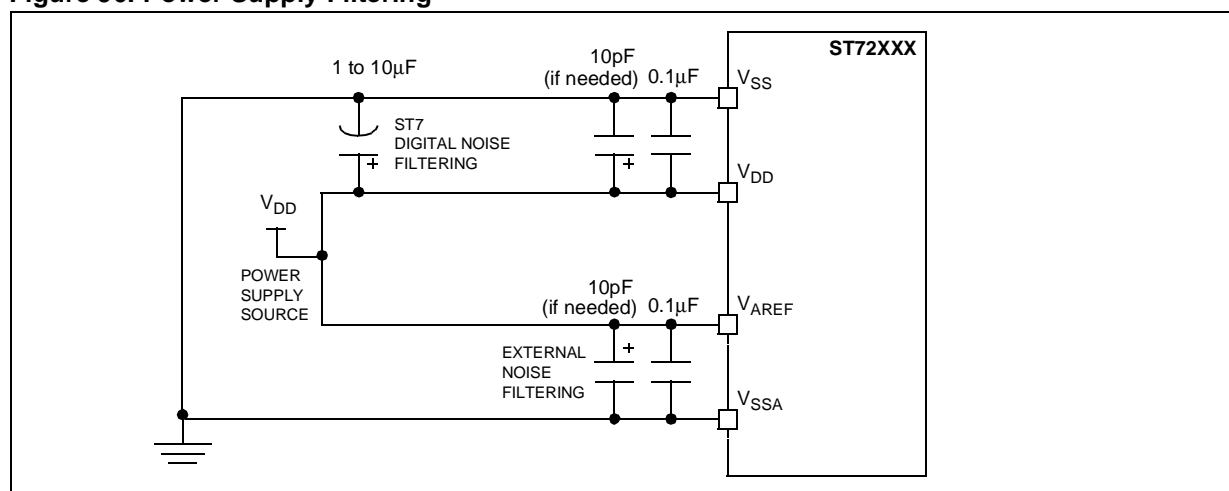 Figure Power Supply Filtering
ST72XXX
1 to 10μF
10pF
(if needed) 0.1μF
VSS
ST7
DIGITAL NOISE
FILTERING
+
+
VDD
VDD
POWER
SUPPLY
SOURCE
10pF
(if needed) 0.1μF
VAREF
EXTERNAL
NOISE
FILTERING
+
VSSA